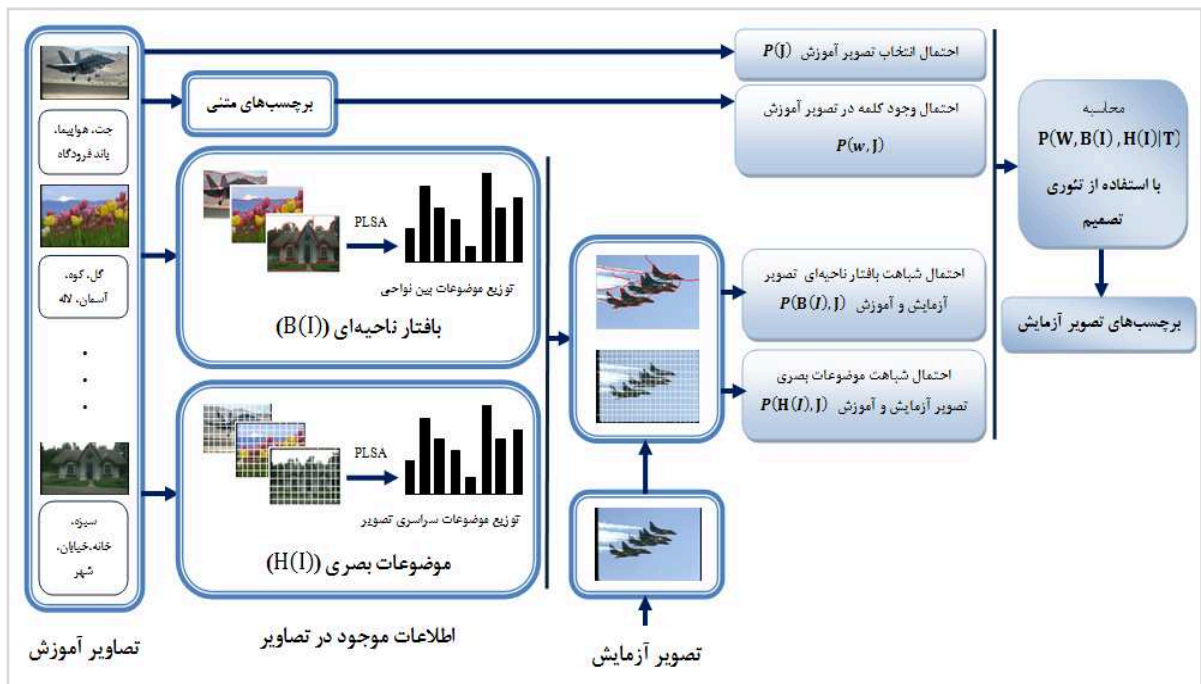 جت، هواپیما،
باند فرودگاه
گل، کوه،
آسمان، لاله
سبزه،
خانه، خیابان،
شهر
تصاویر آموزش
برچسب‌های متنی
PLSA
توزیع موضوعات بین نواحی
بافتار ناحیه‌ای (B(I))
PLSA
توزیع موضوعات سراسری تصویر
موضوعات بصری (H(I))
اطلاعات موجود در تصاویر
تصویر آزمایش
احتمال انتخاب تصویر آموزش P(J)
احتمال وجود کلمه در تصویر آموزش
P(w,J)
احتمال شباهت بافتار ناحیه‌ای تصویر
آزمایش و آموزش P(B(I),J)
احتمال شباهت موضوعات بصری
تصویر آزمایش و آموزش P(H(I),J)
محاسبه
P(W,B(I),H(I)|T)
با استفاده از تئوری
تصمیم
برچسب‌های تصویر آزمایش